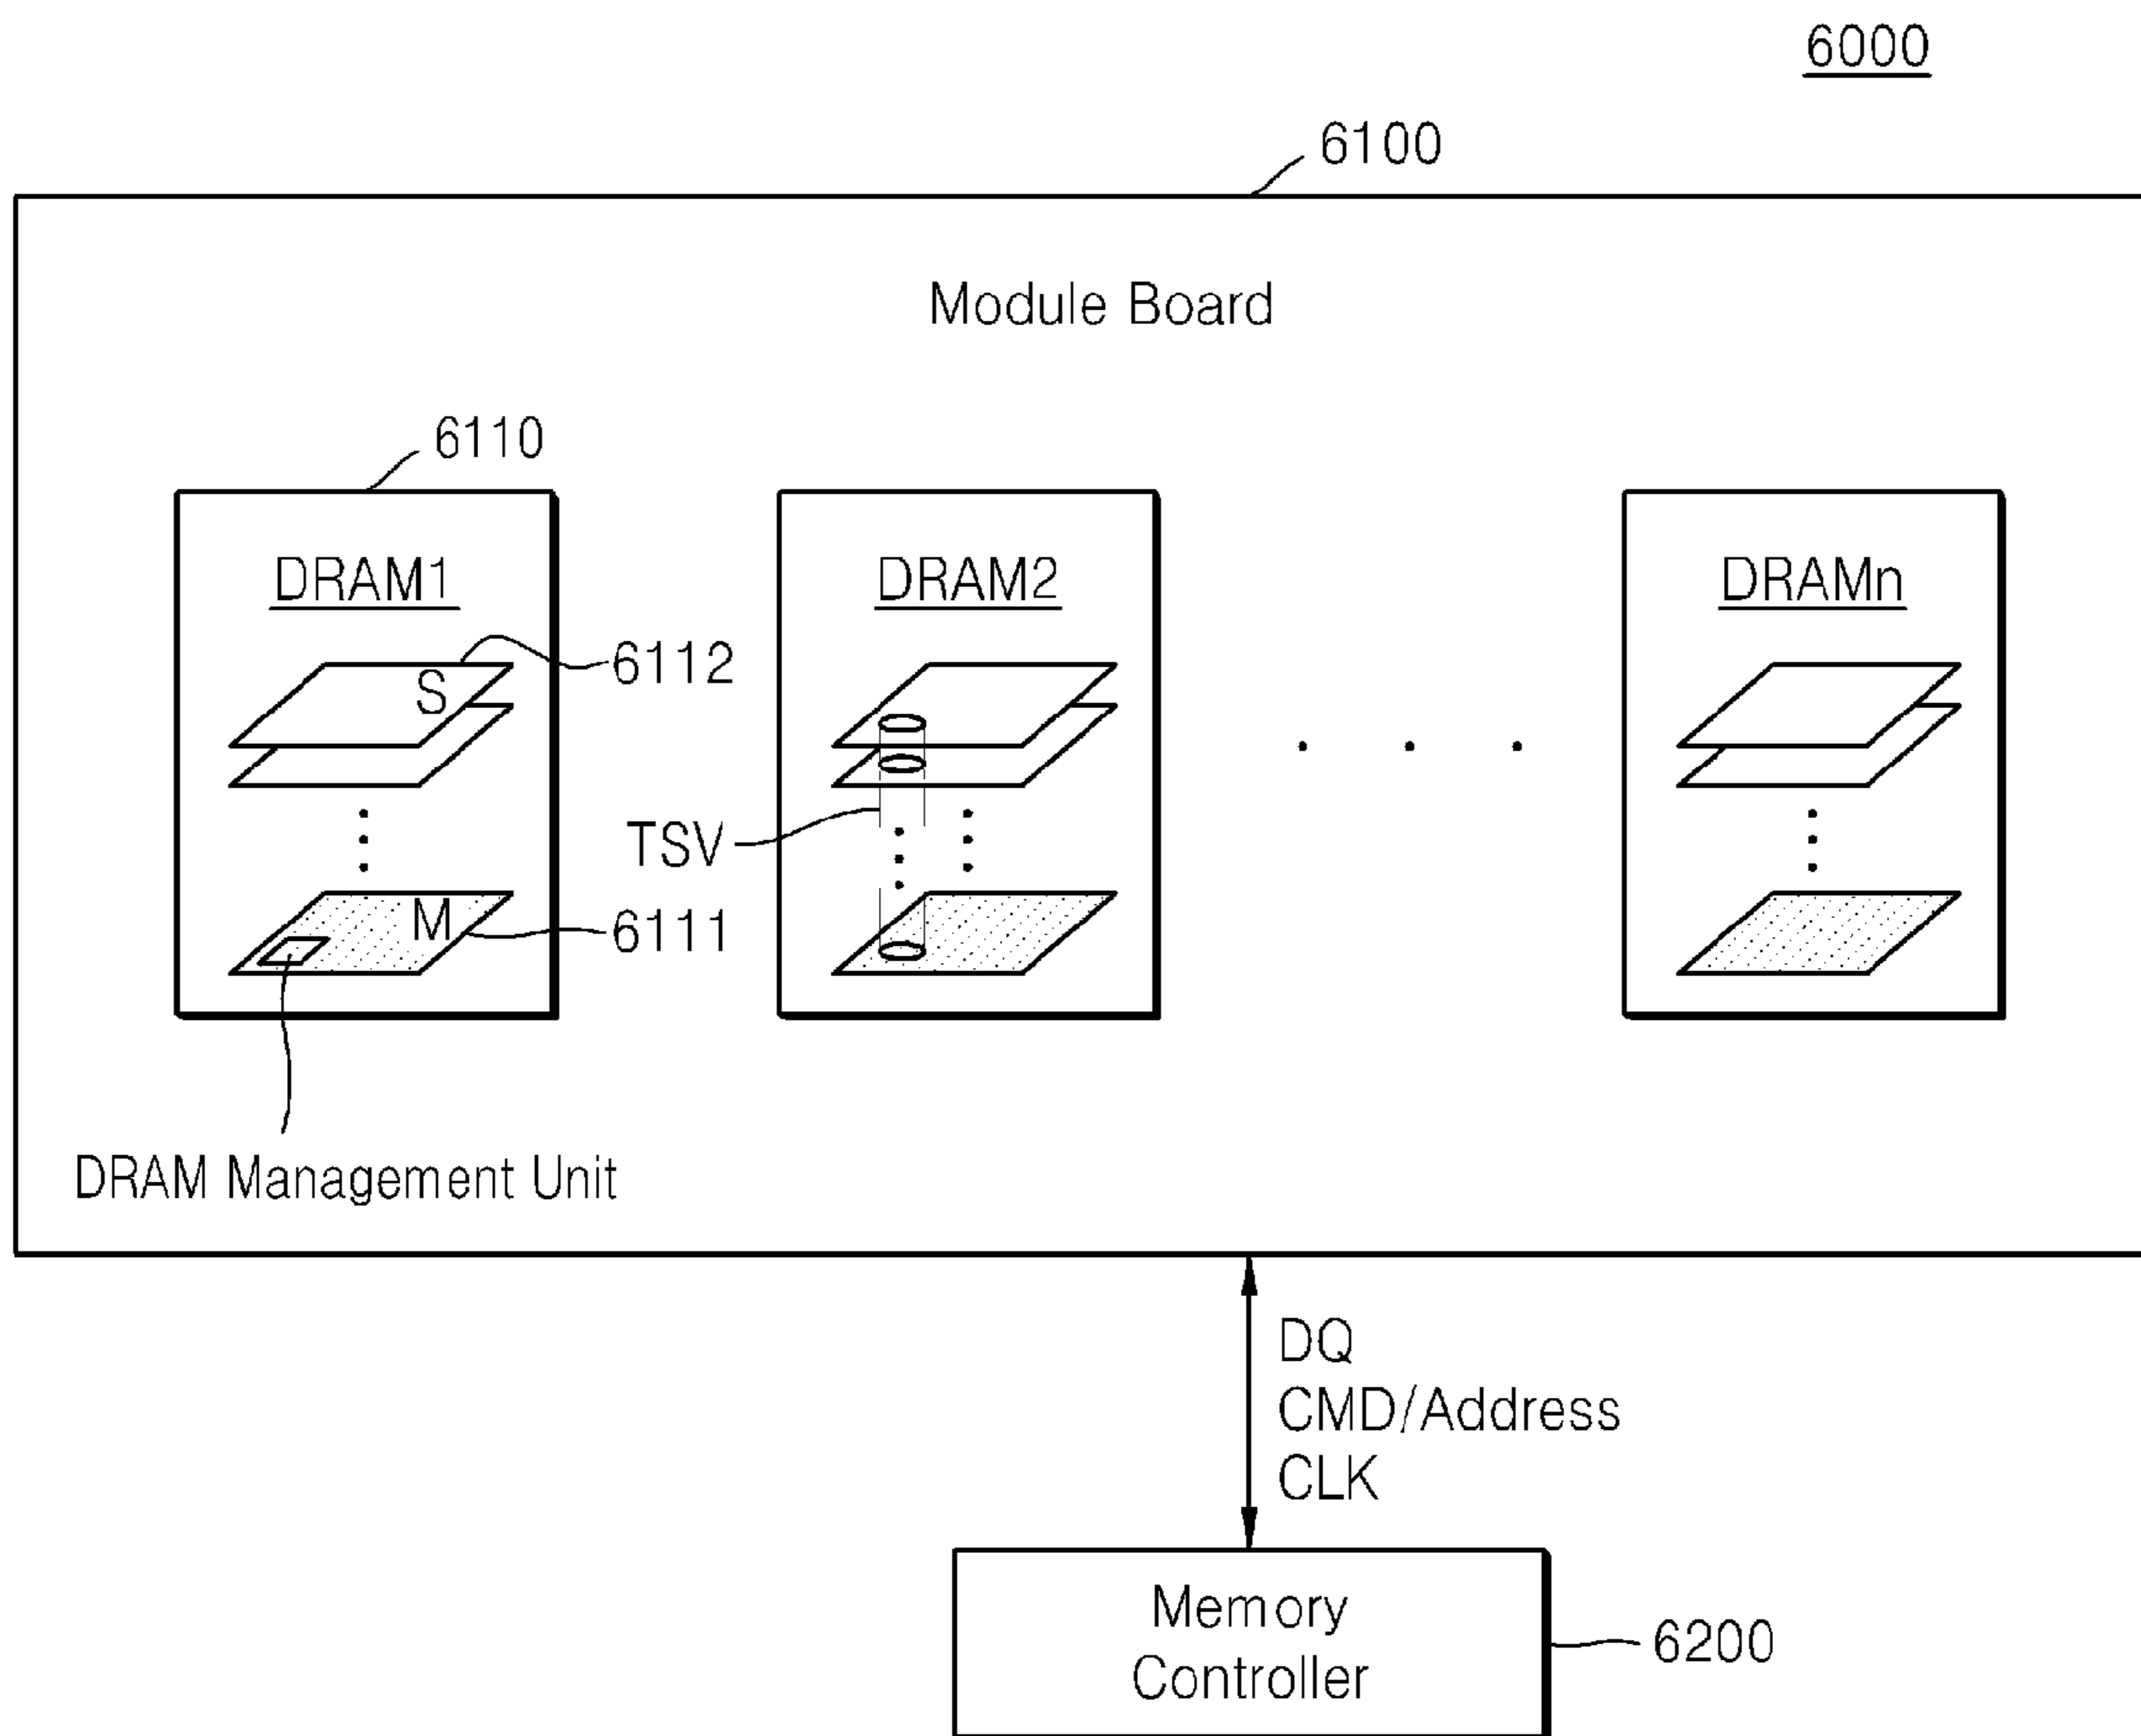 6000
6100
Module Board
6110
DRAM1
DRAM2
DRAMn
S
6112
TSV
M
6111
DRAM Management Unit
DQ
CMD/Address
CLK
Memory
Controller
6200